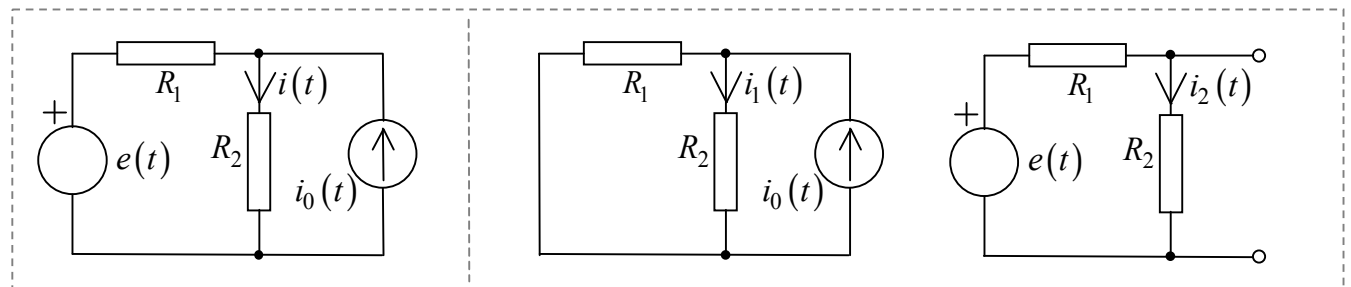 R₁
i(t)
+
e(t)
R₂
i₀(t)
R₁
i₁(t)
R₂
i₀(t)
R₁
i₂(t)
+
e(t)
R₂